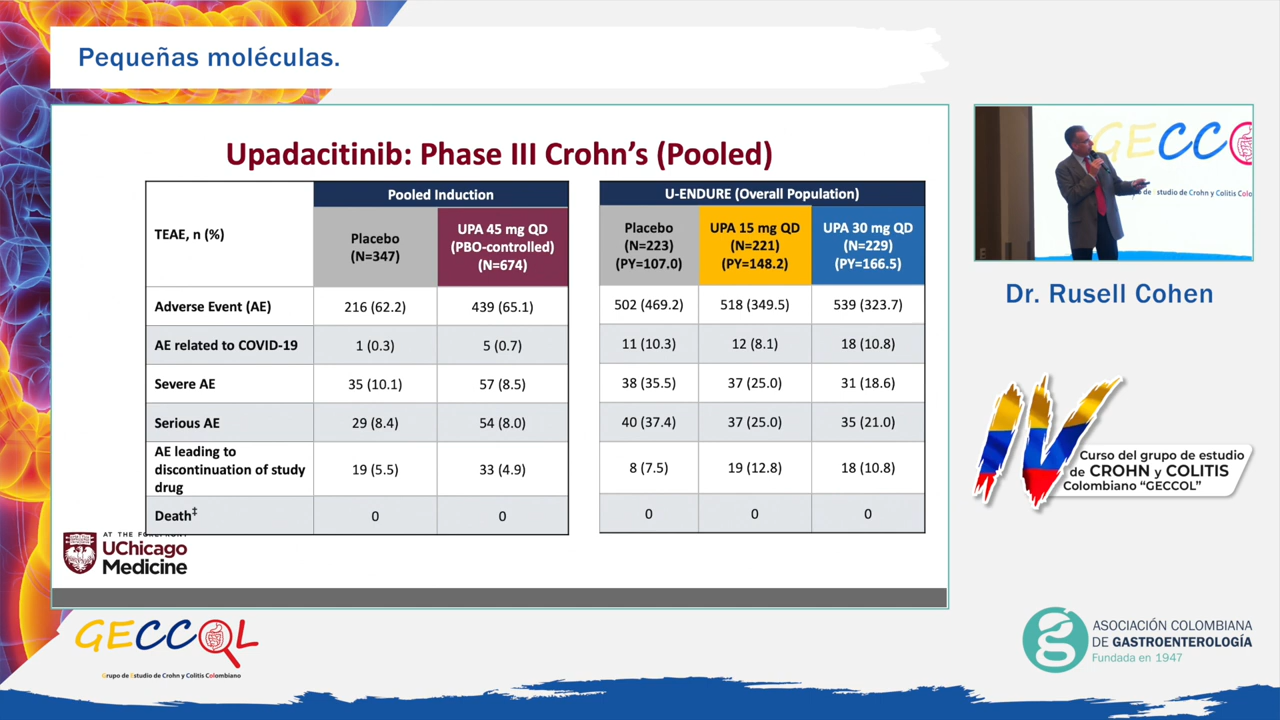 Pequeñas moléculas.
Upadacitinib: Phase III Crohn's (Pooled)
TEAE, n (%)
Pooled Induction
Placebo
(N=347)
UPA 45 mg QD
(PBO-controlled)
(N=674)
Adverse Event (AE)
216 (62.2)
439 (65.1)
AE related to COVID-19
1 (0.3)
5 (0.7)
Severe AE
35 (10.1)
57 (8.5)
Serious AE
29 (8.4)
54 (8.0)
AE leading to
discontinuation of study
drug
19 (5.5)
33 (4.9)
Death‡
0
0
U-ENDURE (Overall Population)
Placebo
(N=223)
(PY=107.0)
UPA 15 mg QD
(N=221)
(PY=148.2)
UPA 30 mg QD
(N=229)
(PY=166.5)
502 (469.2)
518 (349.5)
539 (323.7)
11 (10.3)
12 (8.1)
18 (10.8)
38 (35.5)
37 (25.0)
31 (18.6)
40 (37.4)
37 (25.0)
35 (21.0)
8 (7.5)
19 (12.8)
18 (10.8)
0
0
0
AT THE FOREFRONT
UChicago
Medicine
GECCO
de Estudio de Crohn y Colitis Colo
Dr. Rusell Cohen
IV
Curso del grupo de estudio
de CROHN y COLITIS
Colombiano "GECCOL"
GECCOL
Grupo de Estudio de Crohn y Colitis Colombiano
g
ASOCIACIÓN COLOMBIANA
DE GASTROENTEROLOGÍA
Fundada en 1947